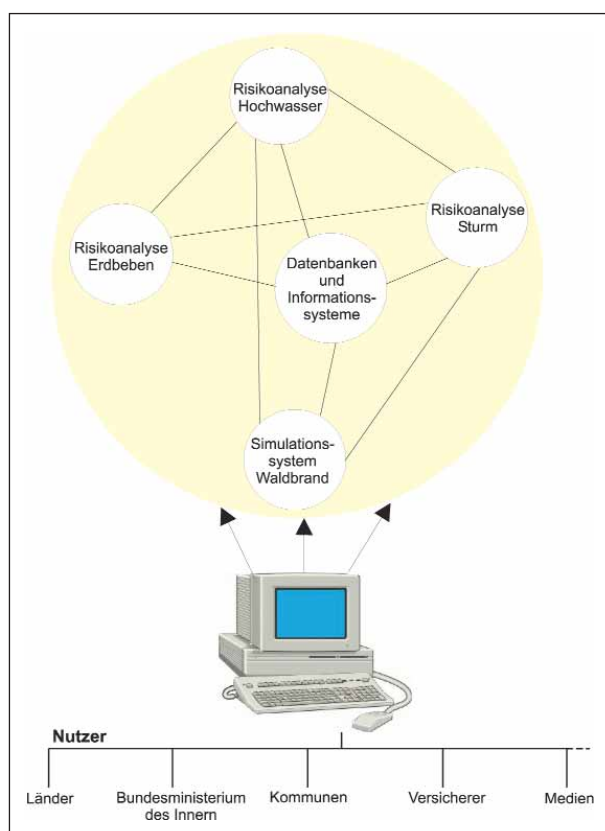 Risikoanalyse
Hochwasser
Risikoanalyse
Sturm
Risikoanalyse
Erdbeben
Datenbanken
und
Informations-
systeme
Simulations-
system
Waldbrand
Nutzer
Länder
Bundesministerium
des Innern
Kommunen
Versicherer
Medien